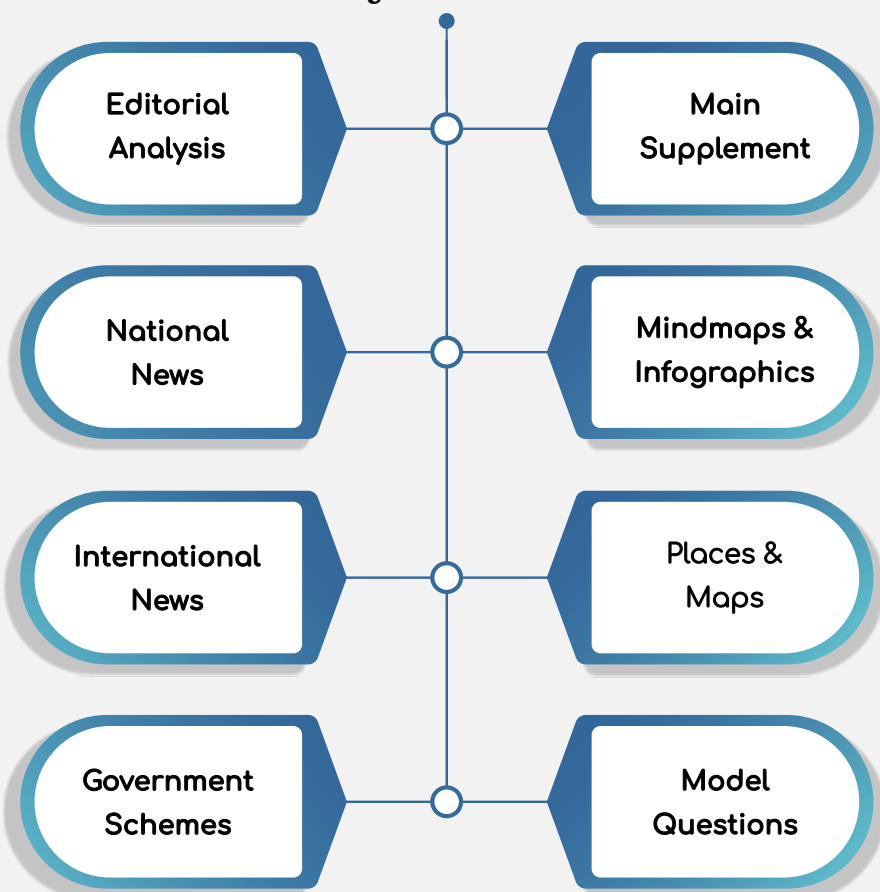 Editorial
Analysis
Main
Supplement
National
News
Mindmaps &
Infographics
International
News
Places &
Maps
Government
Schemes
Model
Questions